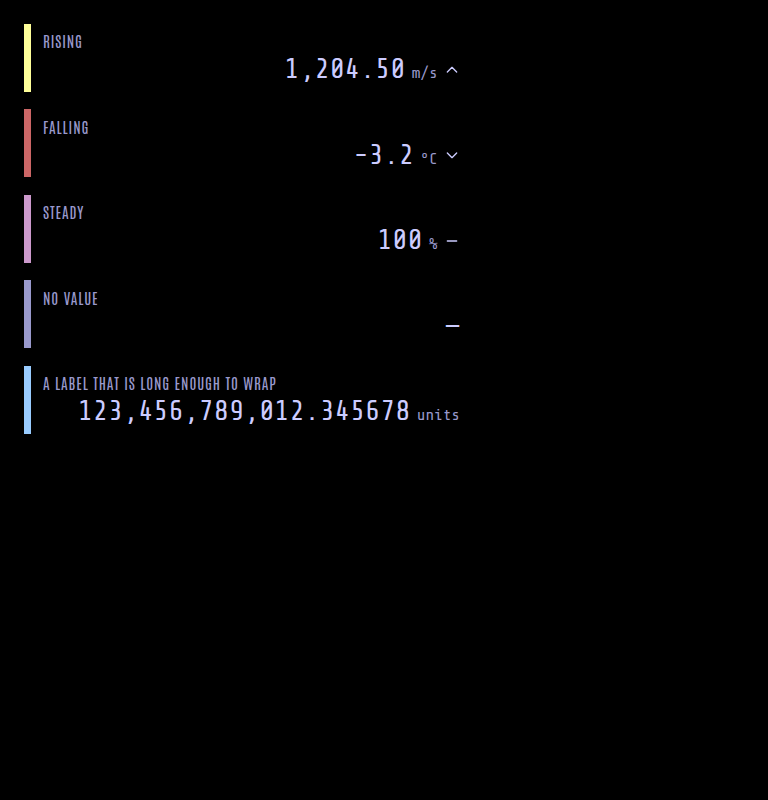 RISING
1,204.50 m/s ^
FALLING
-3.2 °C ⌄
STEADY
100 % —
NO VALUE
—
A LABEL THAT IS LONG ENOUGH TO WRAP
123,456,789,012.345678 units